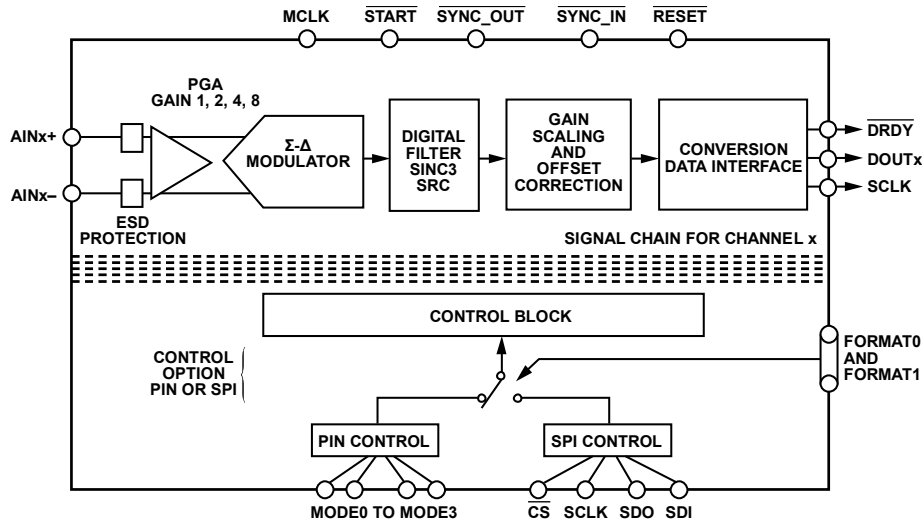 MCLK
START
SYNC_OUT
SYNC_IN
RESET
PGA
GAIN 1, 2, 4, 8
AINx+
AINx–
ESD
PROTECTION
Σ-Δ
MODULATOR
DIGITAL
FILTER
SINC3
SRC
GAIN
SCALING
AND
OFFSET
CORRECTION
CONVERSION
DATA INTERFACE
DRDY
DOUTx
SCLK
SIGNAL CHAIN FOR CHANNEL x
CONTROL BLOCK
CONTROL
OPTION
PIN OR SPI
FORMAT0
AND
FORMAT1
PIN CONTROL
SPI CONTROL
MODE0 TO MODE3
CS
SCLK
SDO
SDI